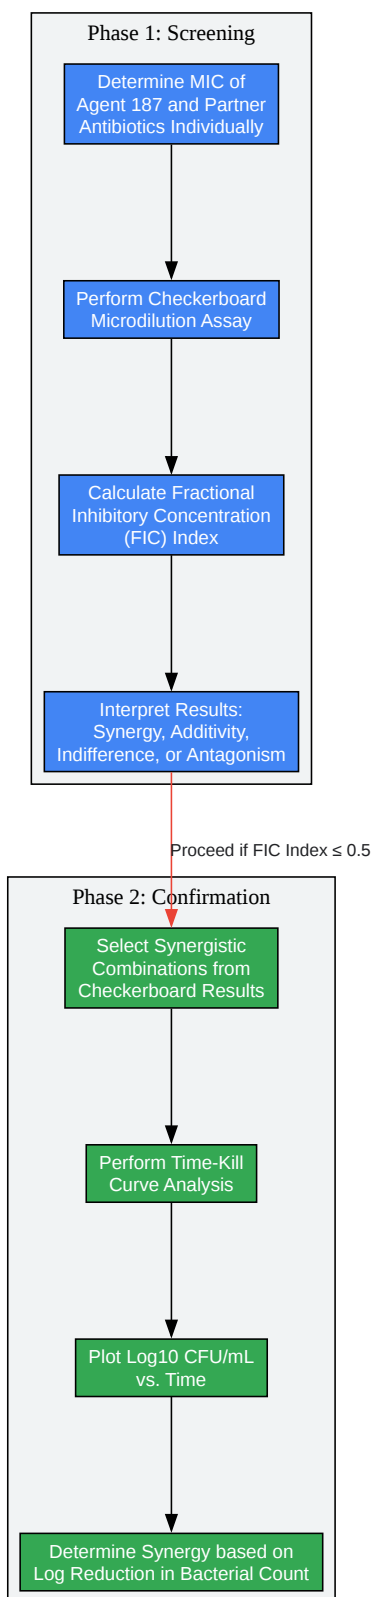 Phase 1: Screening
Determine MIC of
Agent 187 and Partner
Antibiotics Individually
Perform Checkerboard
Microdilution Assay
Calculate Fractional
Inhibitory Concentration
(FIC) Index
Interpret Results:
Synergy, Additivity,
Indifference, or Antagonism
Proceed if FIC Index ≤ 0.5
Phase 2: Confirmation
Select Synergistic
Combinations from
Checkerboard Results
Perform Time-Kill
Curve Analysis
Plot Log10 CFU/mL
vs. Time
Determine Synergy based on
Log Reduction in Bacterial Count